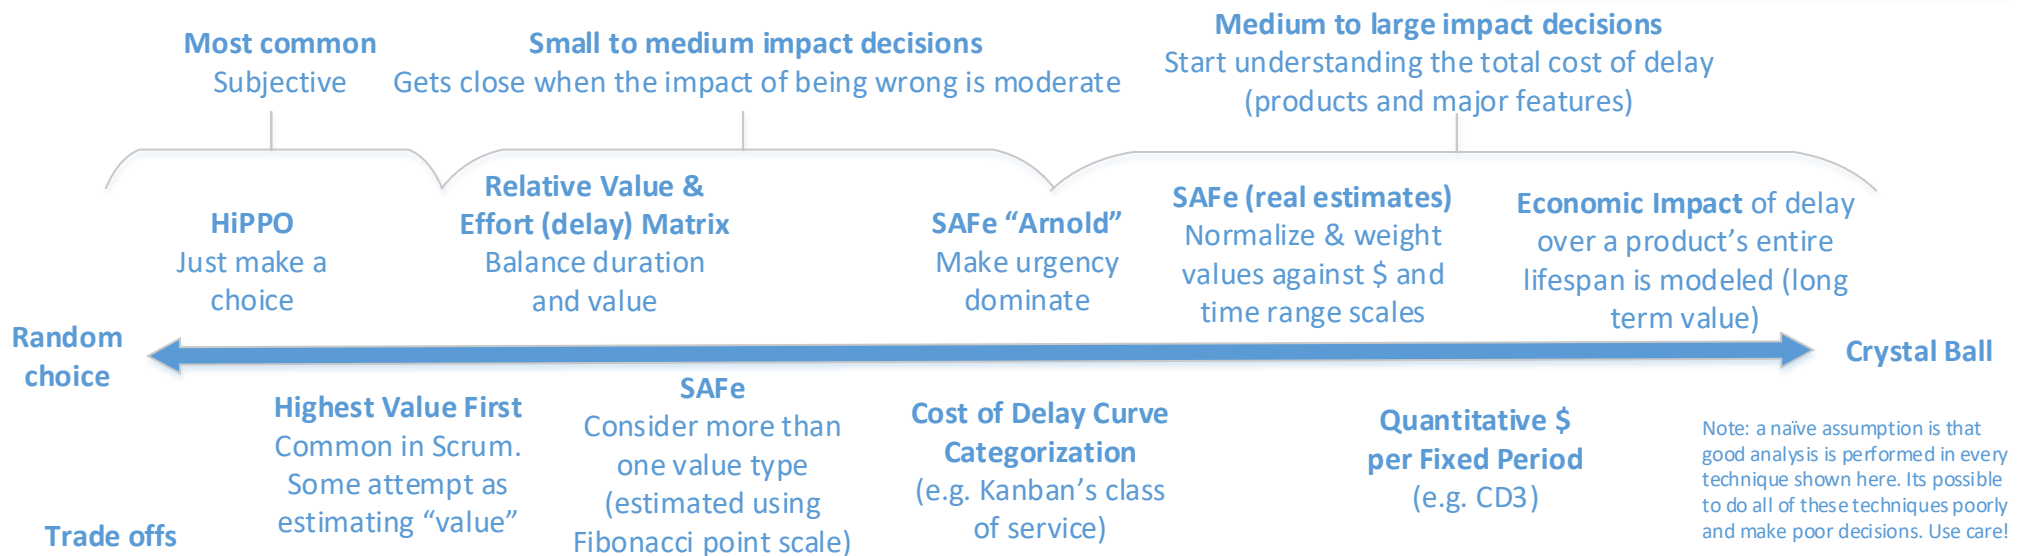 Most common
Subjective
Small to medium impact decisions
Gets close when the impact of being wrong is moderate
Medium to large impact decisions
Start understanding the total cost of delay
(products and major features)
HiPPO
Just make a
choice
Relative Value &
Effort (delay) Matrix
Balance duration
and value
SAFe “Arnold”
Make urgency
dominate
SAFe (real estimates)
Normalize & weight
values against $ and
time range scales
Economic Impact of delay
over a product’s entire
lifespan is modeled (long
term value)
Random
choice
Crystal Ball
Highest Value First
Common in Scrum.
Some attempt as
estimating “value”
SAFe
Consider more than
one value type
(estimated using
Fibonacci point scale)
Cost of Delay Curve
Categorization
(e.g. Kanban’s class
of service)
Quantitative $
per Fixed Period
(e.g. CD3)
Note: a naïve assumption is that
good analysis is performed in every
technique shown here. Its possible
to do all of these techniques poorly
and make poor decisions. Use care!
Trade offs